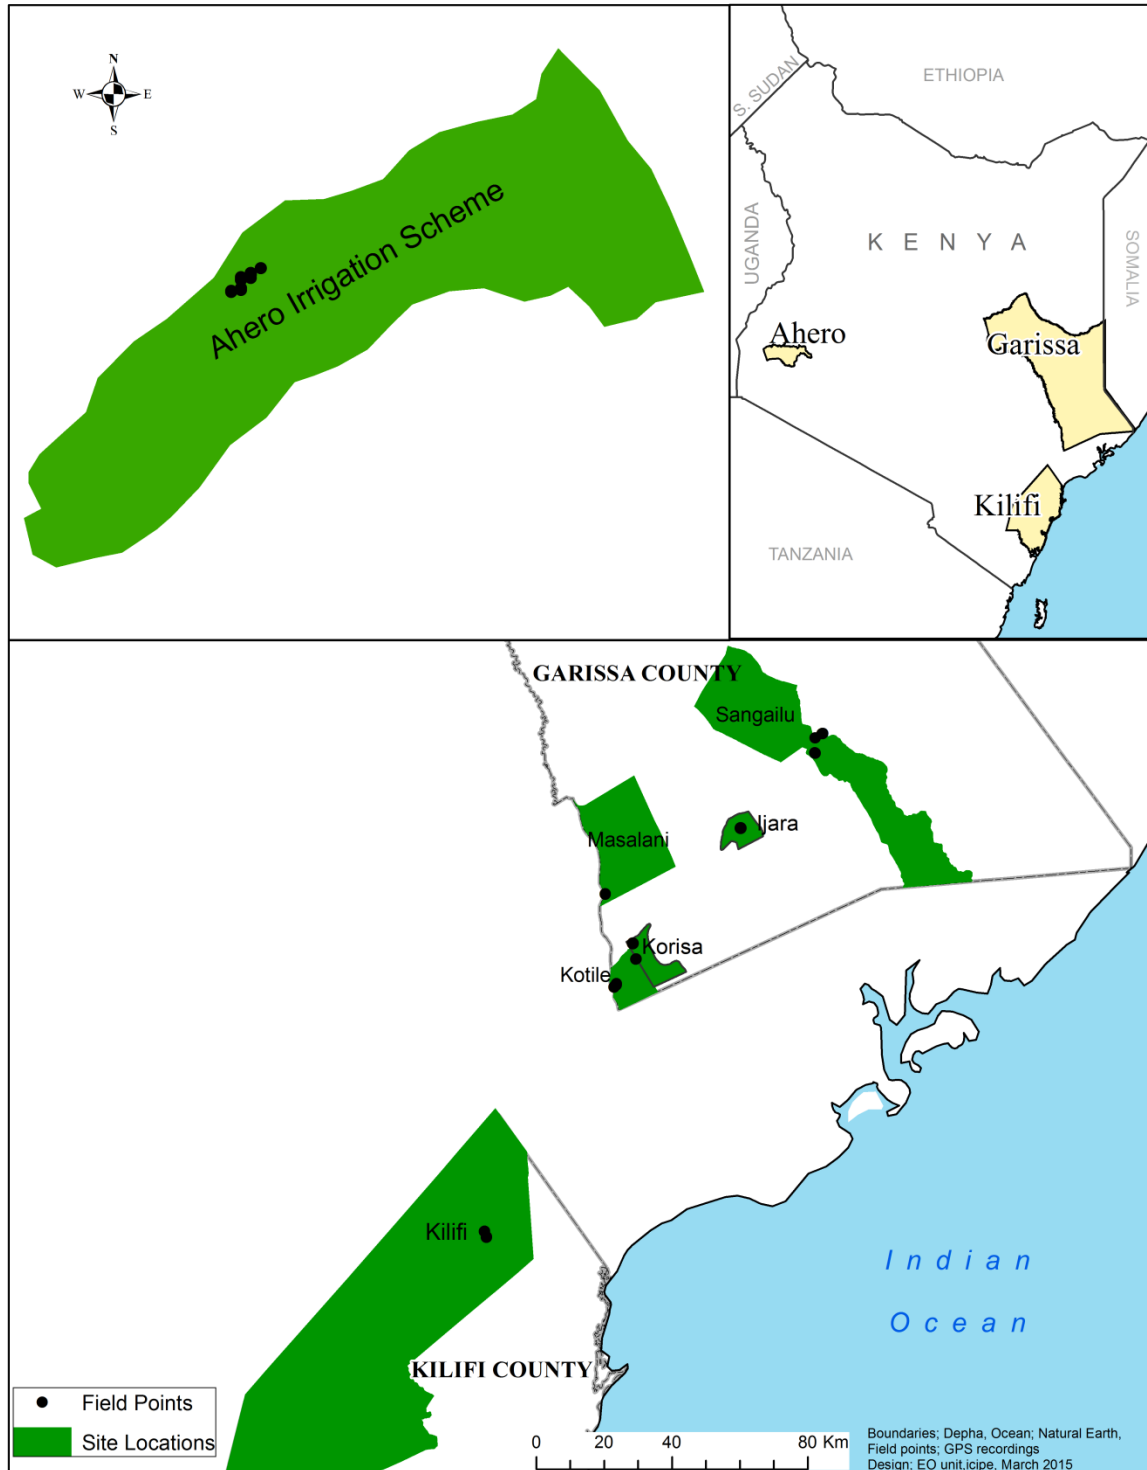 N
W E
S
Ahero Irrigation Scheme
ETHIOPIA
S. SUDAN
UGANDA
K E N Y A
SOMALIA
Ahero
Garissa
Kilifi
TANZANIA
GARISSA COUNTY
Sangailu
Masalani
Ijara
Korisa
Kotile
Kilifi
Indian
Ocean
KILIFI COUNTY
Field Points
Site Locations
0 20 40 80 Km
Boundaries; Depha, Ocean; Natural Earth,
Field points; GPS recordings
Design: EO unit,icipe, March 2015